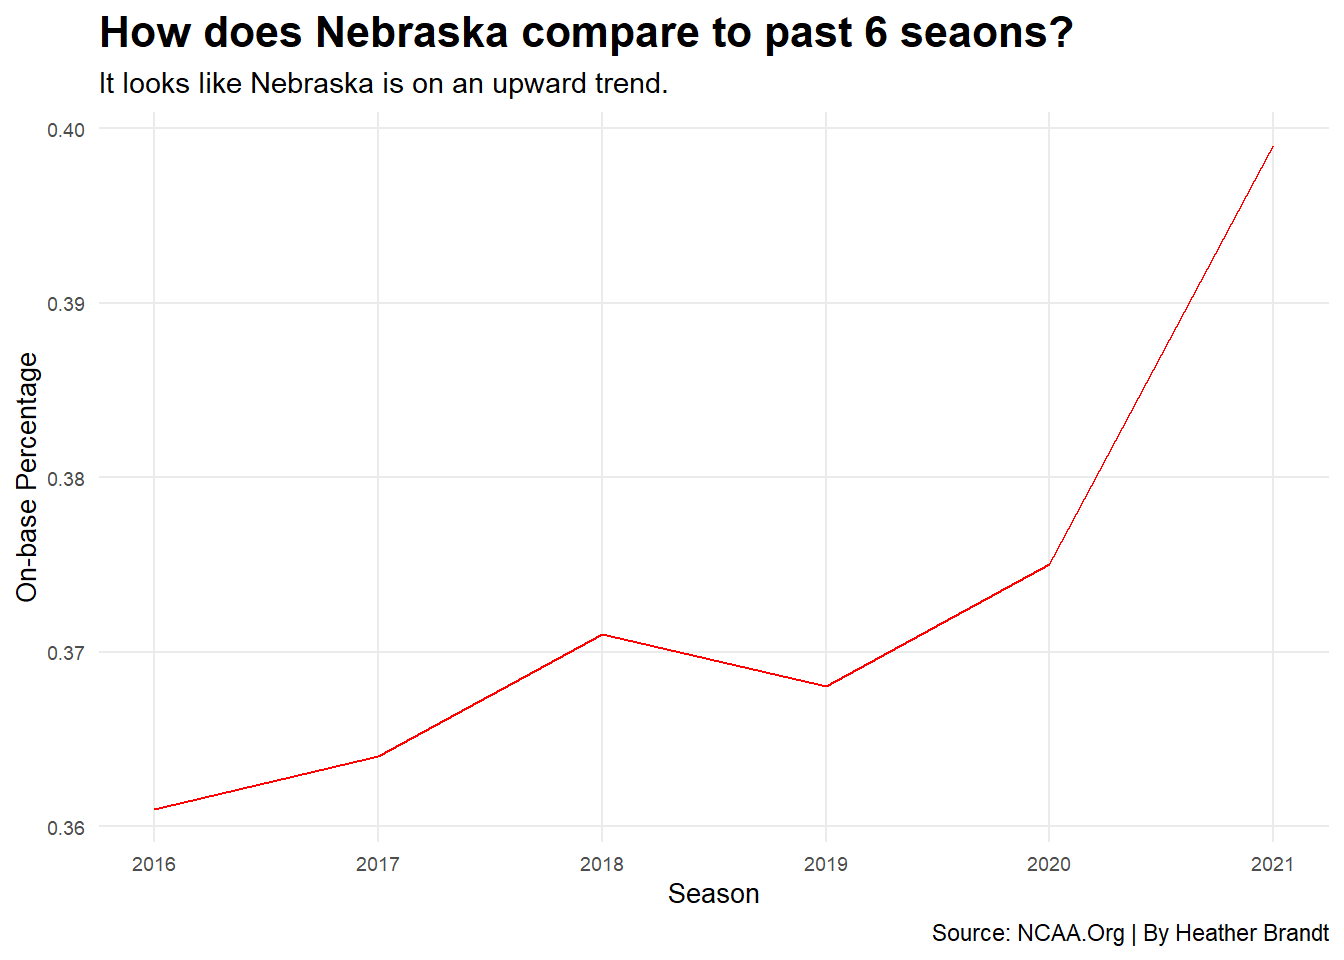 How does Nebraska compare to past 6 seaons?
It looks like Nebraska is on an upward trend.
0.40
0.39
0.38
0.37
0.36
On-base Percentage
2016 2017 2018 2019 2020 2021
Season
Source: NCAA.Org | By Heather Brandt